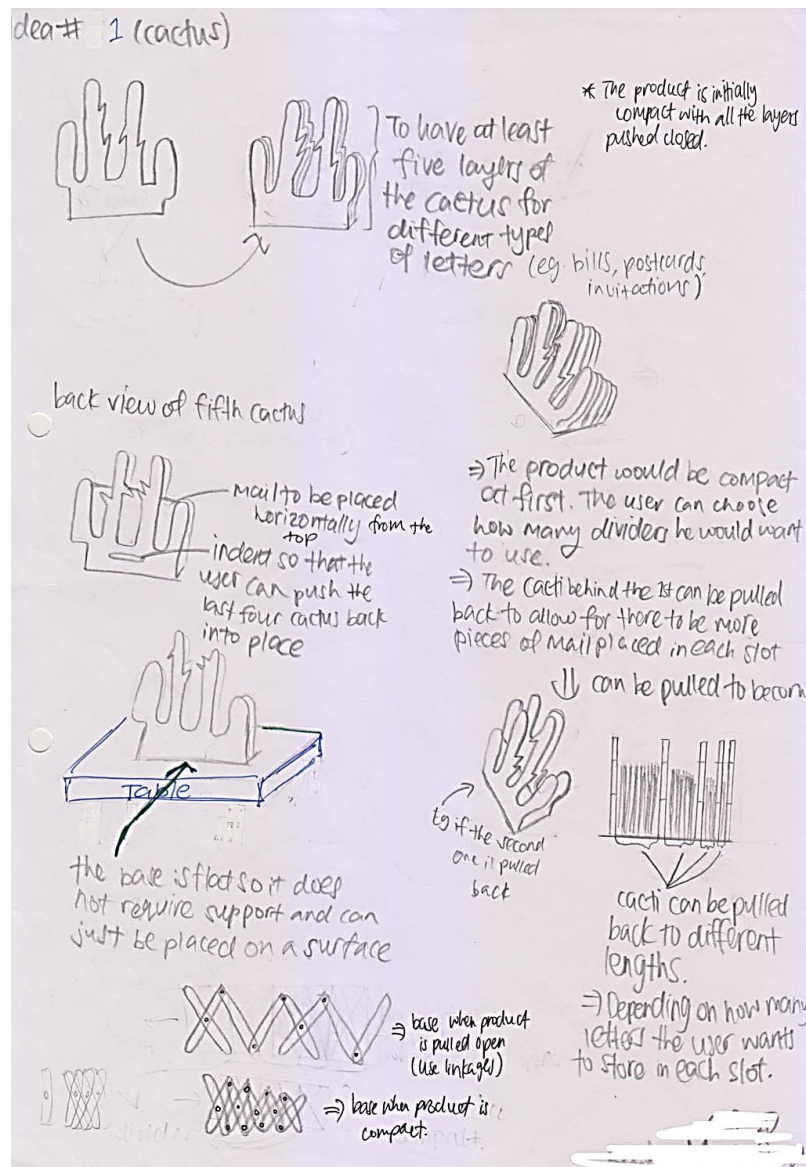 dea# 1 (cactus)
* The product is initially
compact with all the layers
pushed closed.
To have at least
five layers of
the cactus for
different types
of letters (eg. bills, postcards,
invitations)
back view of fifth cactus
mail to be placed
horizontally from the
top
indent so that the
user can push the
last four cactus back
into place
⇒ The product would be compact
at first. The user can choose
how many dividers he would want
to use.
⇒ The cacti behind the 1st can be pulled
back to allow for there to be more
pieces of mail placed in each slot
⇓ can be pulled to becom
Table
eg if the second
one is pulled
back
the base is flat so it does
not require support and can
just be placed on a surface
cacti can be pulled
back to different
lengths.
⇒ Depending on how many
letters the user wants
to store in each slot.
⇒ base when product
is pulled open
(use linkages)
⇒ base when product is
compact.
divider